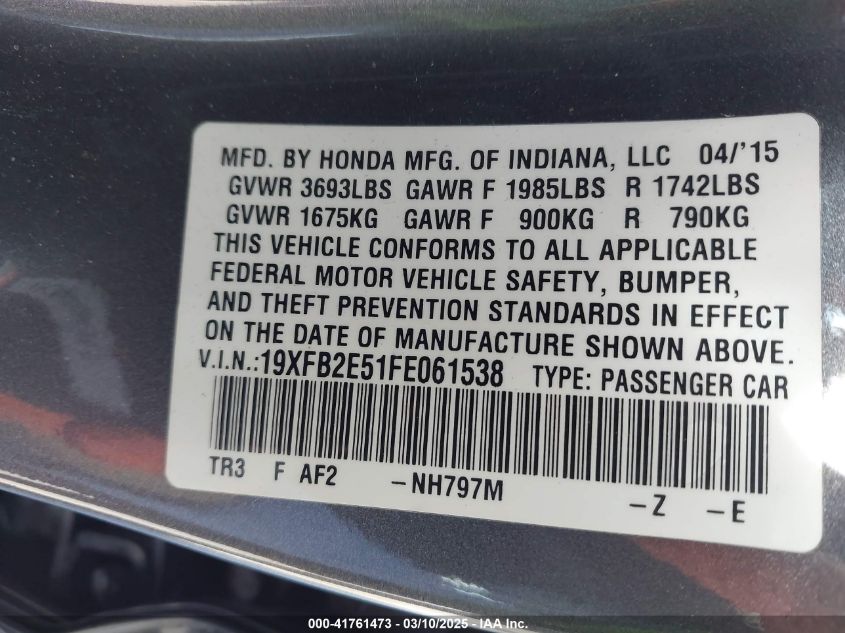 MFD. BY HONDA MFG. OF INDIANA, LLC 04/'15
GVWR 3693LBS GAWR F 1985LBS R 1742LBS
GVWR 1675KG GAWR F 900KG R 790KG
THIS VEHICLE CONFORMS TO ALL APPLICABLE
FEDERAL MOTOR VEHICLE SAFETY, BUMPER,
AND THEFT PREVENTION STANDARDS IN EFFECT
ON THE DATE OF MANUFACTURE SHOWN ABOVE.
V.I.N.:19XFB2E51FE061538 TYPE: PASSENGER CAR
TR3 F AF2 -NH797M -Z -E
000-41761473 - 03/10/2025 - IAAI.com